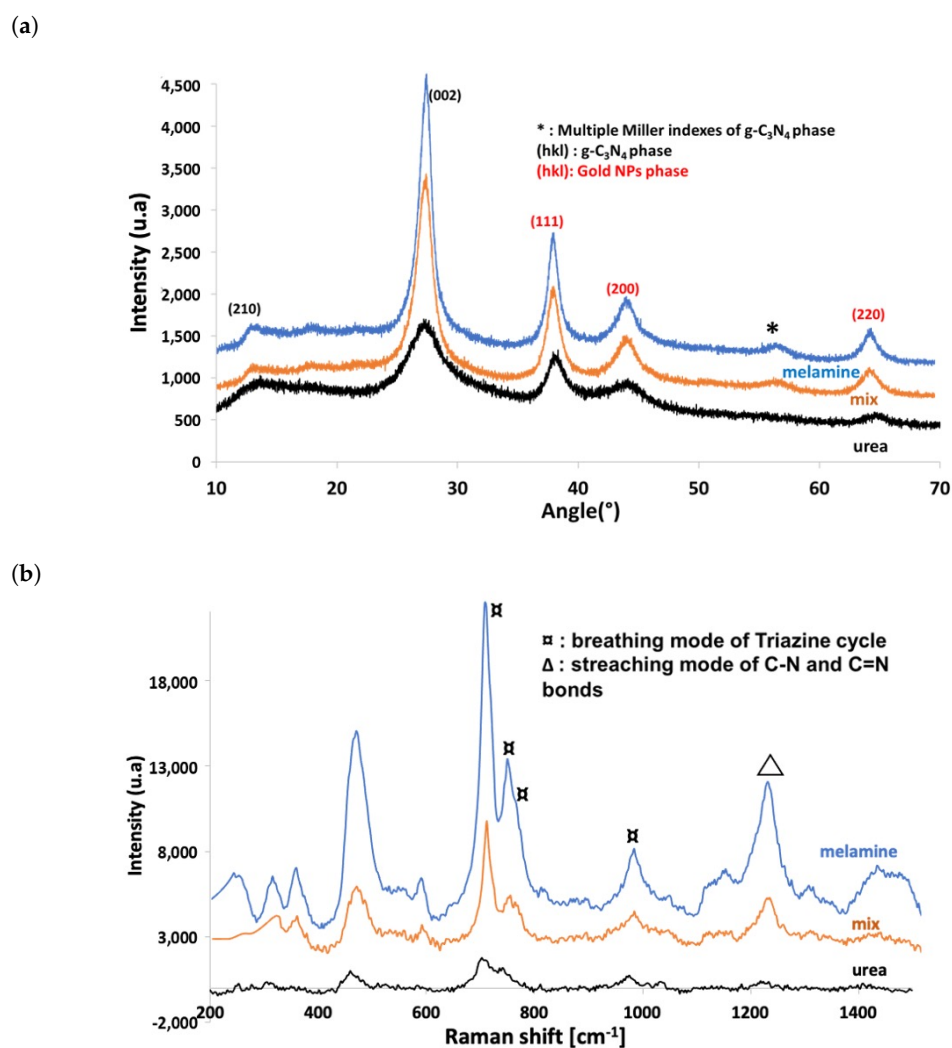 (a)
4,500
4,000
3,500
3,000
2,500
2,000
1,500
1,000
500
0
Intensity (u.a)
(210)
(002)
(111)
(200)
(220)
*
* : Multiple Miller indexes of g-C₃N₄ phase
(hkl) : g-C₃N₄ phase
(hkl): Gold NPs phase
melamine
mix
urea
10 20 30 40 50 60 70
Angle(°)
(b)
18,000
13,000
8,000
3,000
-2,000
Intensity (u.a)
¤ : breathing mode of Triazine cycle
Δ : streaching mode of C-N and C=N
bonds
¤
¤
¤
¤
△
melamine
mix
urea
200 400 600 800 1000 1200 1400
Raman shift [cm⁻¹]